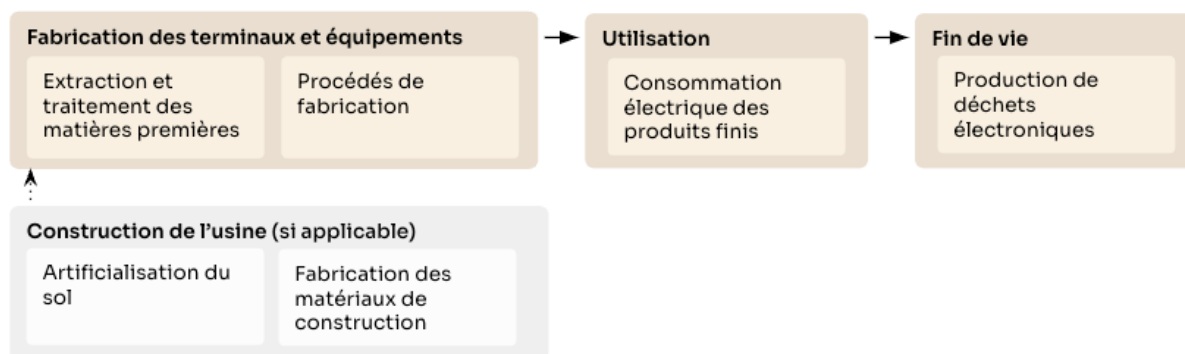 Fabrication des terminaux et équipements
Extraction et
traitement des
matières premières
Procédés de
fabrication
Utilisation
Consommation
électrique des
produits finis
Fin de vie
Production de
déchets
électroniques
Construction de l'usine (si applicable)
Artificialisation du
sol
Fabrication des
matériaux de
construction